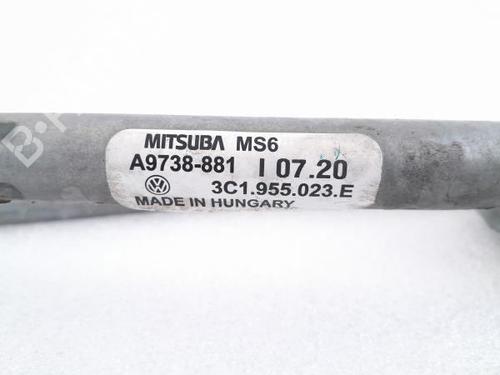 MITSUBA MS6
A9738-881 I 07.20
3C1.955.023.E
MADE IN HUNGARY